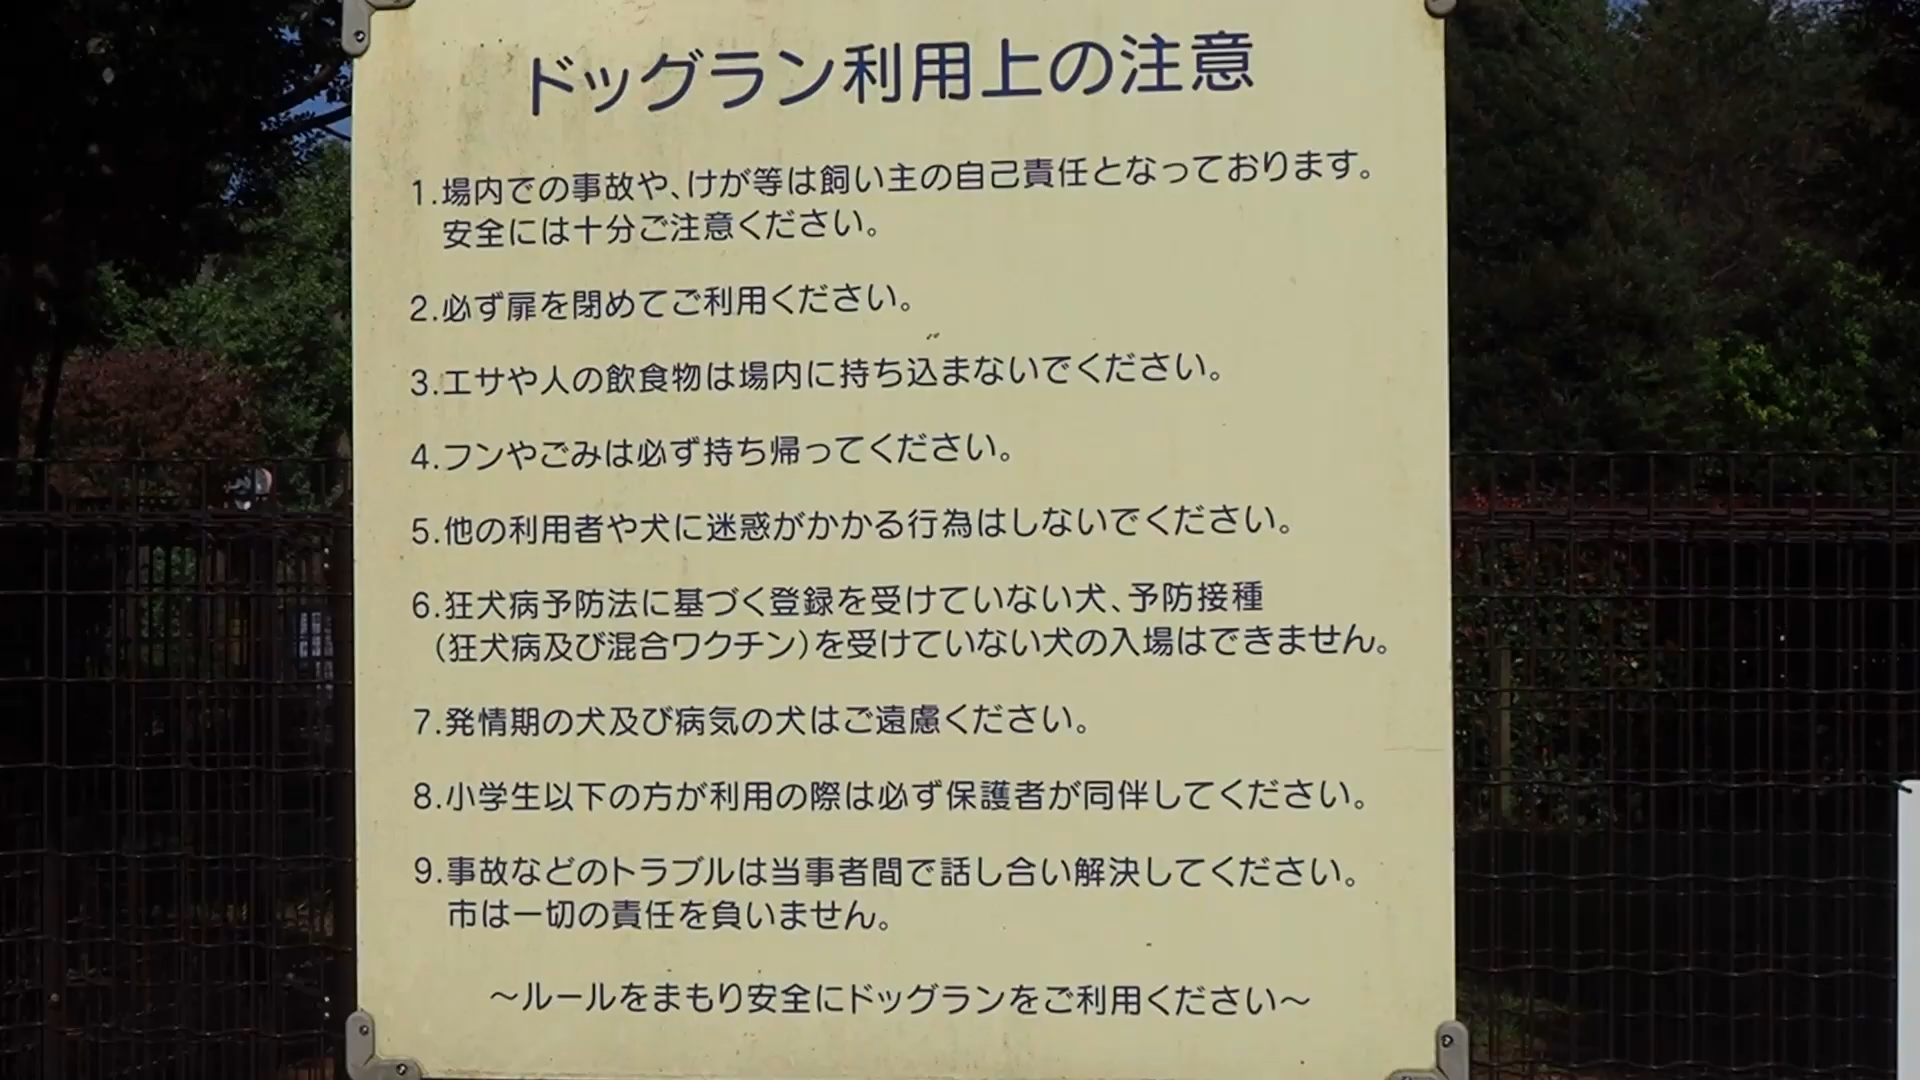 ドッグラン利用上の注意
1.場内での事故や、けが等は飼い主の自己責任となっております。
安全には十分ご注意ください。
2.必ず扉を閉めてご利用ください。
3.エサや人の飲食物は場内に持ち込まないでください。
4.フンやごみは必ず持ち帰ってください。
5.他の利用者や犬に迷惑がかかる行為はしないでください。
6.狂犬病予防法に基づく登録を受けていない犬、予防接種
(狂犬病及び混合ワクチン)を受けていない犬の入場はできません。
7.発情期の犬及び病気の犬はご遠慮ください。
8.小学生以下の方が利用の際は必ず保護者が同伴してください。
9.事故などのトラブルは当事者間で話し合い解決してください。
市は一切の責任を負いません。
～ルールをまもり安全にドッグランをご利用ください～